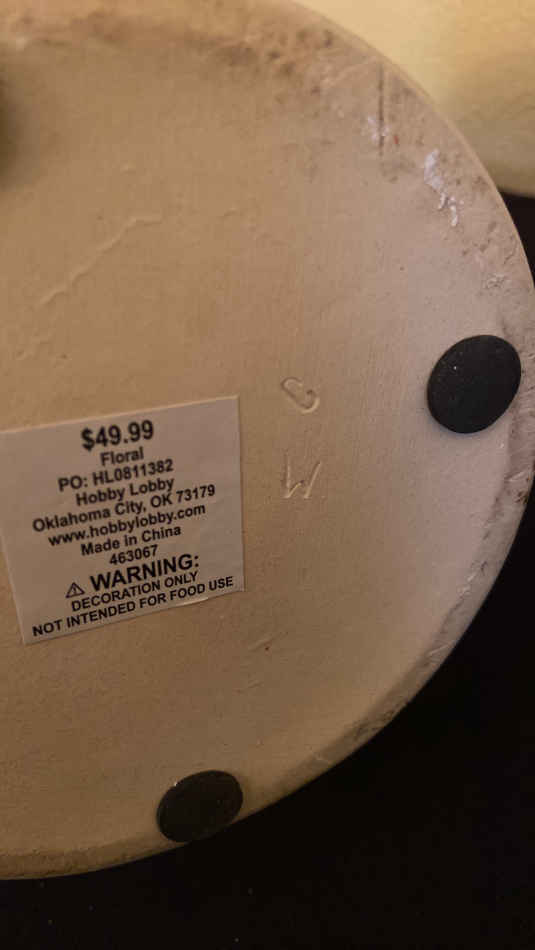 $49.99
Floral
PO: HL0811382
Hobby Lobby
Oklahoma City, OK 73179
www.hobbylobby.com
Made in China
463067
⚠ WARNING:
DECORATION ONLY
NOT INTENDED FOR FOOD USE
W